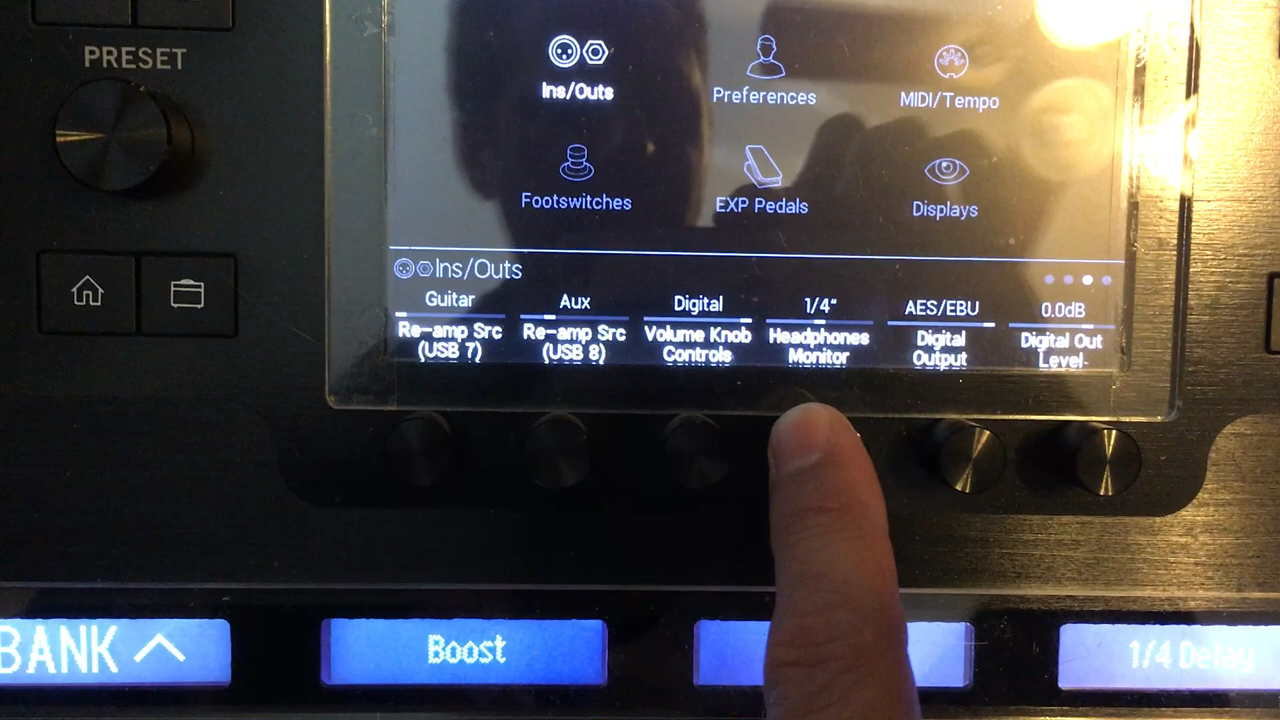 PRESET
Ins/Outs
Preferences
MIDI/Tempo
Footswitches
EXP Pedals
Displays
Ins/Outs
Guitar
Aux
Digital
1/4"
AES/EBU
0.0dB
Re-amp Src
(USB 7)
Re-amp Src
(USB 8)
Volume Knob
Controls
Headphones
Monitor
Digital
Output
Digital Out
Level
BANK
Boost
1/4 Delay